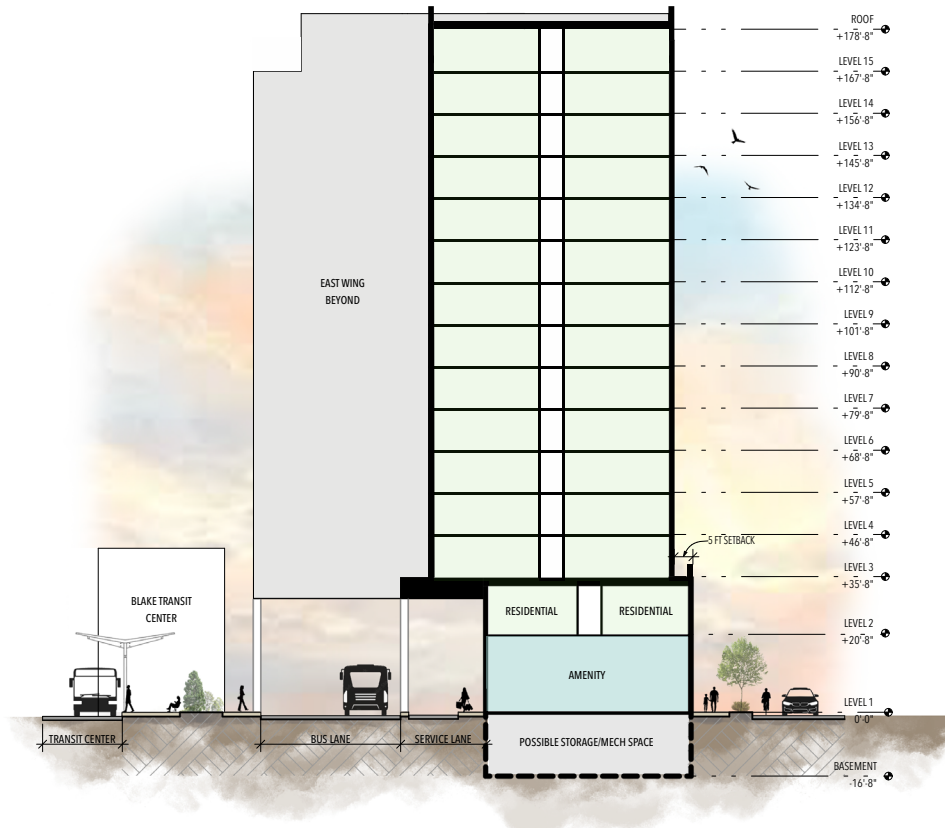 ROOF
+178'-8"
LEVEL 15
+167'-8"
LEVEL 14
+156'-8"
LEVEL 13
+145'-8"
LEVEL 12
+134'-8"
LEVEL 11
+123'-8"
LEVEL 10
+112'-8"
LEVEL 9
+101'-8"
LEVEL 8
+90'-8"
LEVEL 7
+79'-8"
LEVEL 6
+68'-8"
LEVEL 5
+57'-8"
LEVEL 4
+46'-8"
LEVEL 3
+35'-8"
LEVEL 2
+20'-8"
LEVEL 1
0'-0"
BASEMENT
-16'-8"
5 FT SETBACK
EAST WING
BEYOND
BLAKE TRANSIT
CENTER
RESIDENTIAL
RESIDENTIAL
AMENITY
TRANSIT CENTER
BUS LANE
SERVICE LANE
POSSIBLE STORAGE/MECH SPACE